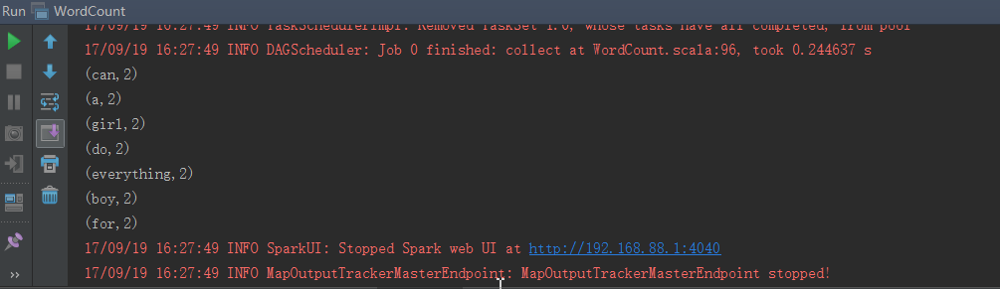 Run WordCount
17/09/19 16:27:49 INFO TaskSchedulerImpl: Removed TaskSet 1.0, whose tasks have all completed, from pool
17/09/19 16:27:49 INFO DAGScheduler: Job 0 finished: collect at WordCount.scala:96, took 0.244637 s
(can,2)
(a,2)
(girl,2)
(do,2)
(everything,2)
(boy,2)
(for,2)
17/09/19 16:27:49 INFO SparkUI: Stopped Spark web UI at http://192.168.88.1:4040
17/09/19 16:27:49 INFO MapOutputTrackerMasterEndpoint: MapOutputTrackerMasterEndpoint stopped!